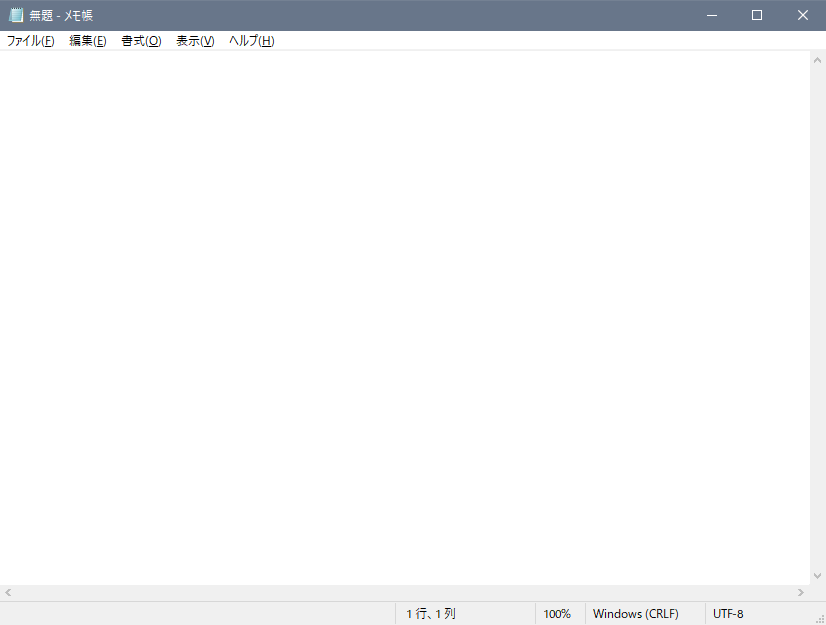 無題 - メモ帳
ファイル(F) 編集(E) 書式(O) 表示(V) ヘルプ(H)
1 行、1 列 100% Windows (CRLF) UTF-8